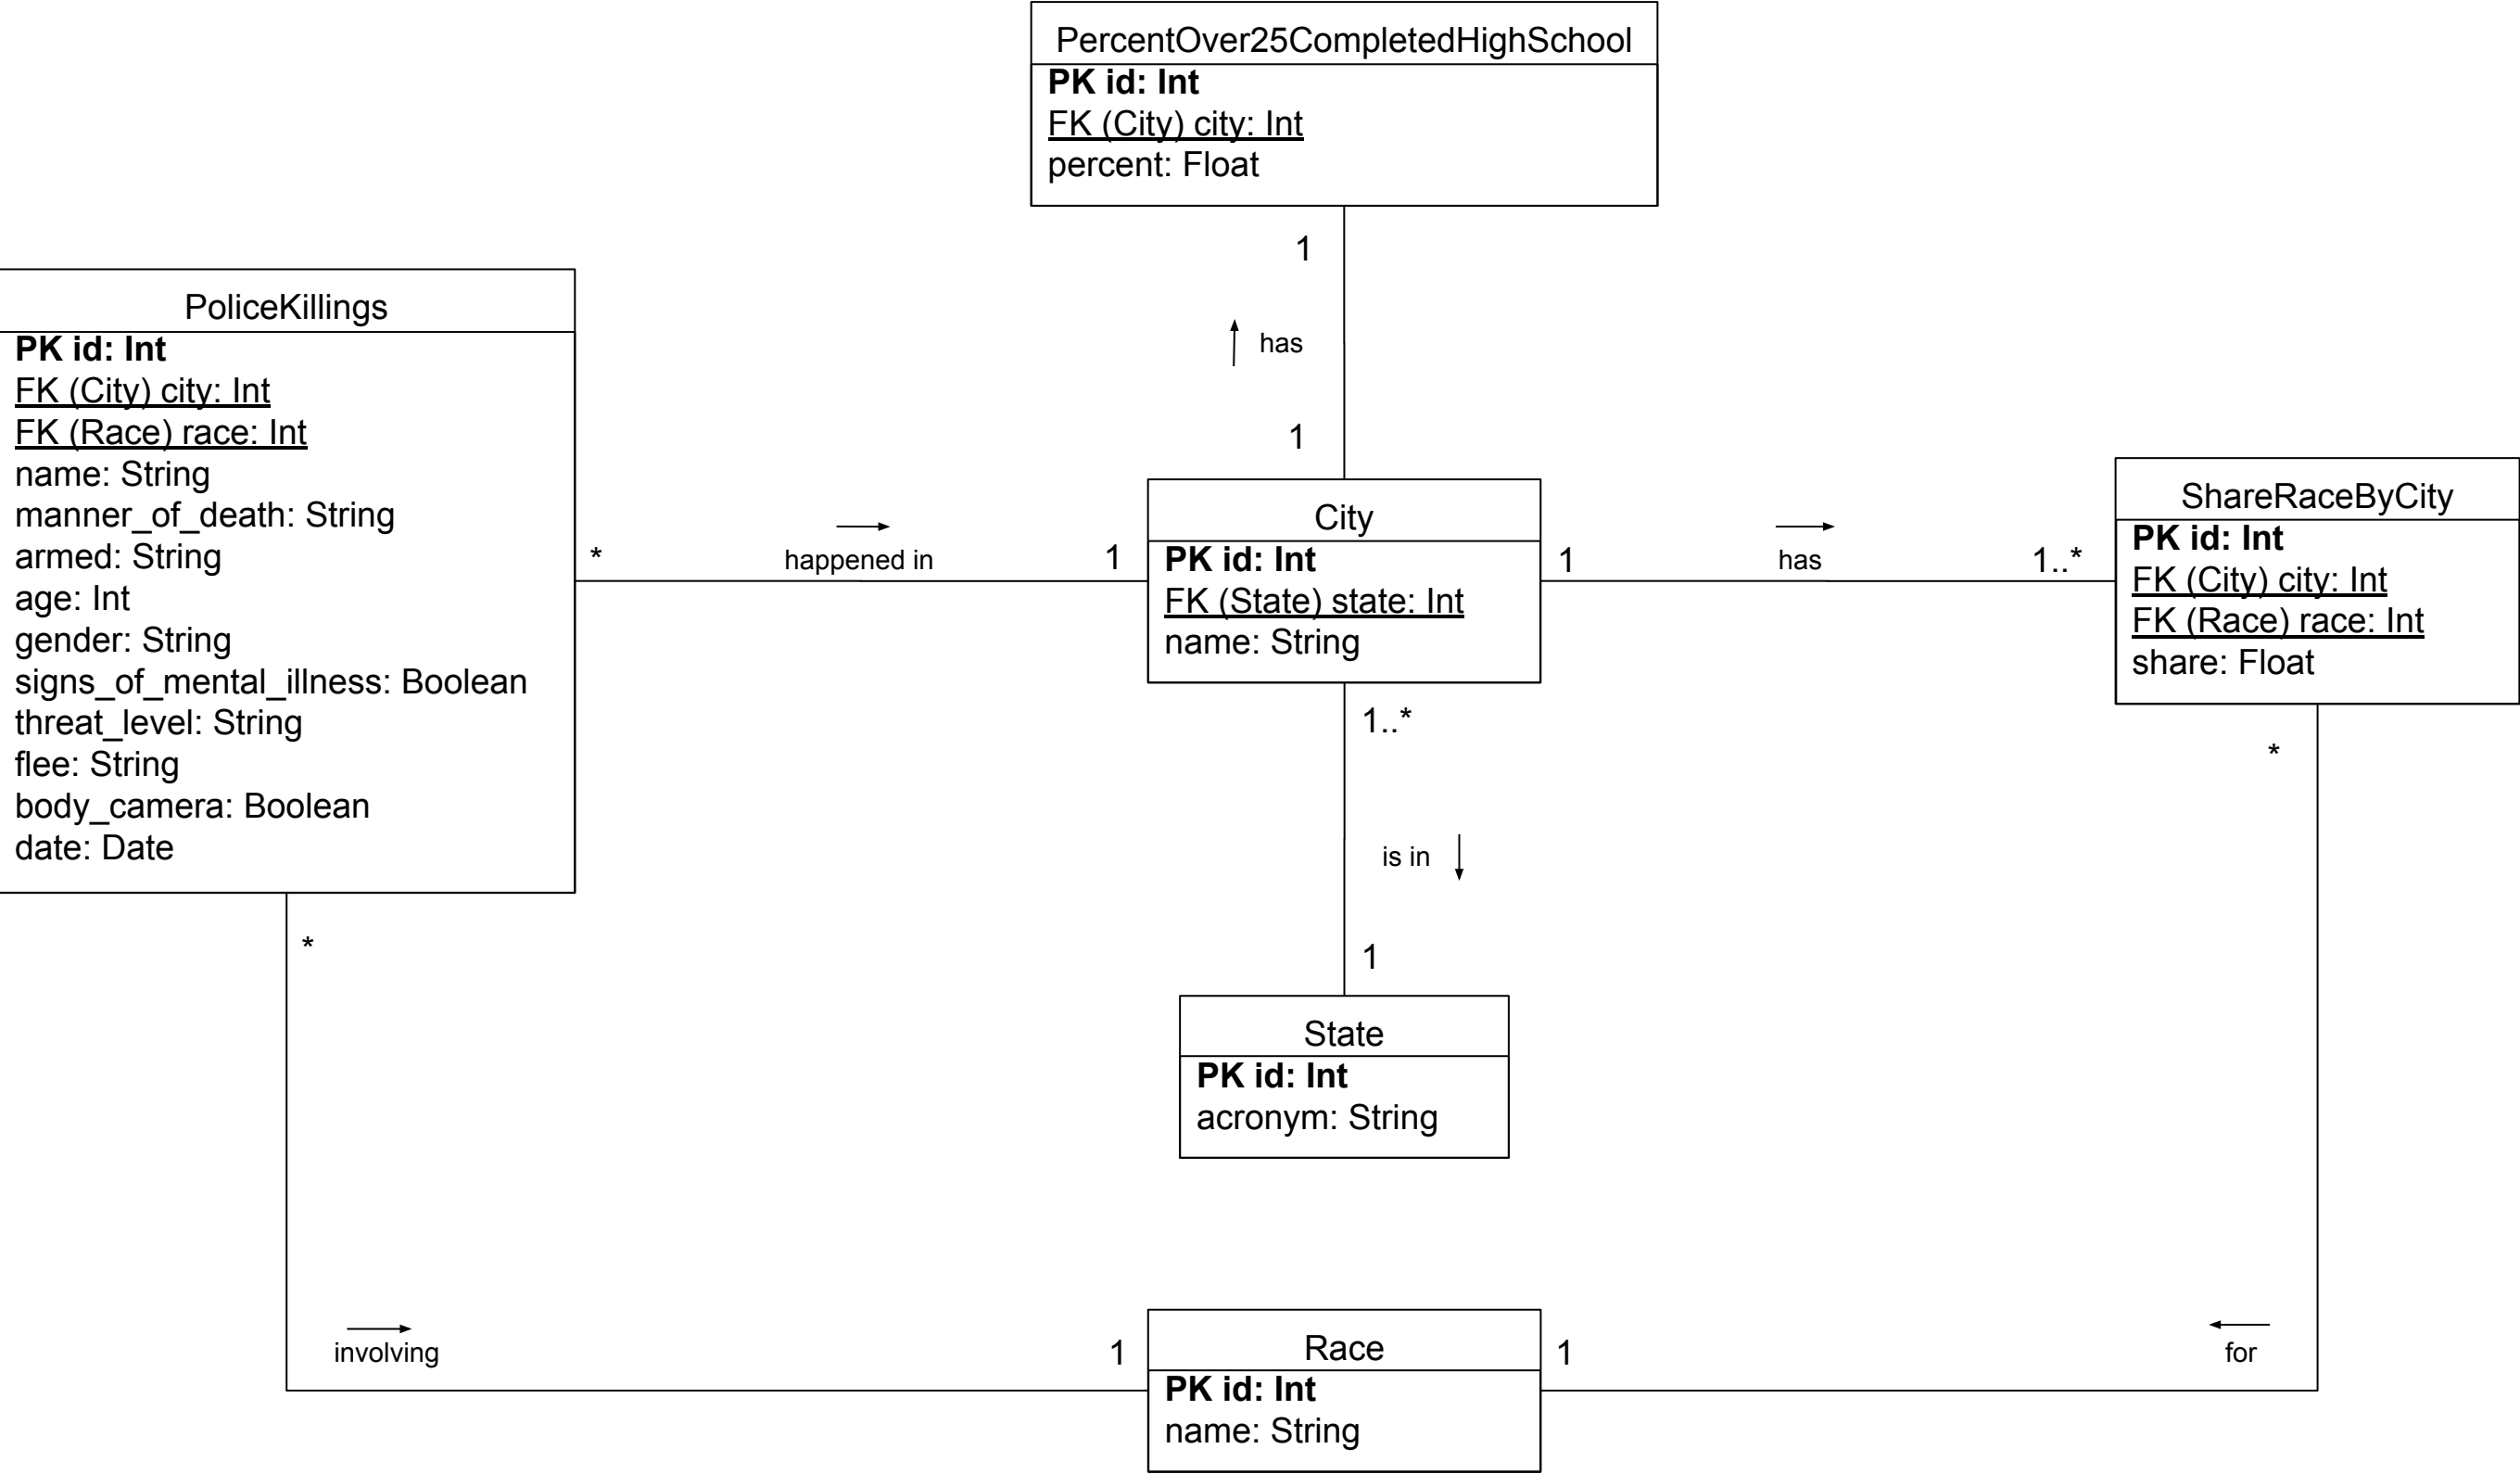 PercentOver25CompletedHighSchool
PK id: Int
FK (City) city: Int
percent: Float
1
has
1
PoliceKillings
PK id: Int
FK (City) city: Int
FK (Race) race: Int
name: String
manner_of_death: String
armed: String
age: Int
gender: String
signs_of_mental_illness: Boolean
threat_level: String
flee: String
body_camera: Boolean
date: Date
*
happened in
1
City
PK id: Int
FK (State) state: Int
name: String
1
has
1..*
ShareRaceByCity
PK id: Int
FK (City) city: Int
FK (Race) race: Int
share: Float
1..*
is in
1
State
PK id: Int
acronym: String
*
involving
1
Race
PK id: Int
name: String
1
for
*